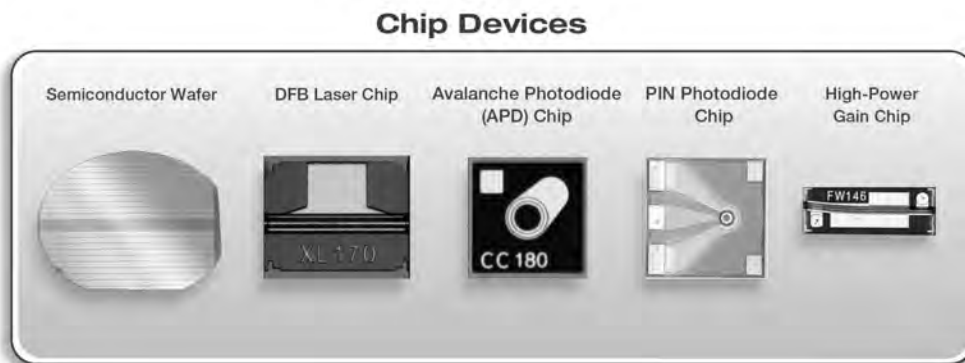 Chip Devices
Semiconductor Wafer
DFB Laser Chip
Avalanche Photodiode
(APD) Chip
PIN Photodiode
Chip
High-Power
Gain Chip
XL170
CC 180
FW146